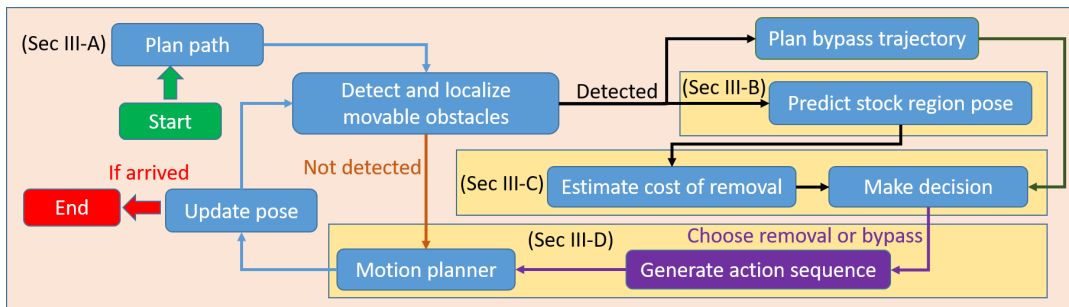 (Sec III-A)
Plan path
Plan bypass trajectory
Start
Detect and localize
movable obstacles
Detected
(Sec III-B)
Predict stock region pose
Not detected
If arrived
(Sec III-C)
Estimate cost of removal
Make decision
End
Update pose
Choose removal or bypass
(Sec III-D)
Motion planner
Generate action sequence